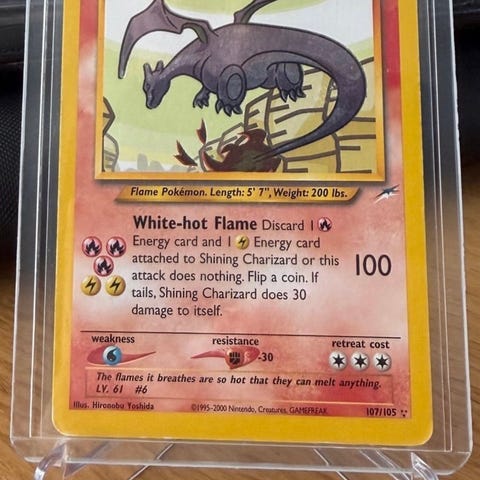 Flame Pokémon. Length: 5' 7", Weight: 200 lbs.
White-hot Flame Discard 1
Energy card and 1 Energy card
attached to Shining Charizard or this
attack does nothing. Flip a coin. If
tails, Shining Charizard does 30
damage to itself.
100
weakness
resistance
-30
retreat cost
The flames it breathes are so hot that they can melt anything.
LV. 61 #6
Illus. Hironobu Yoshida
©1995-2000 Nintendo, Creatures, GAMEFREAK
107/105